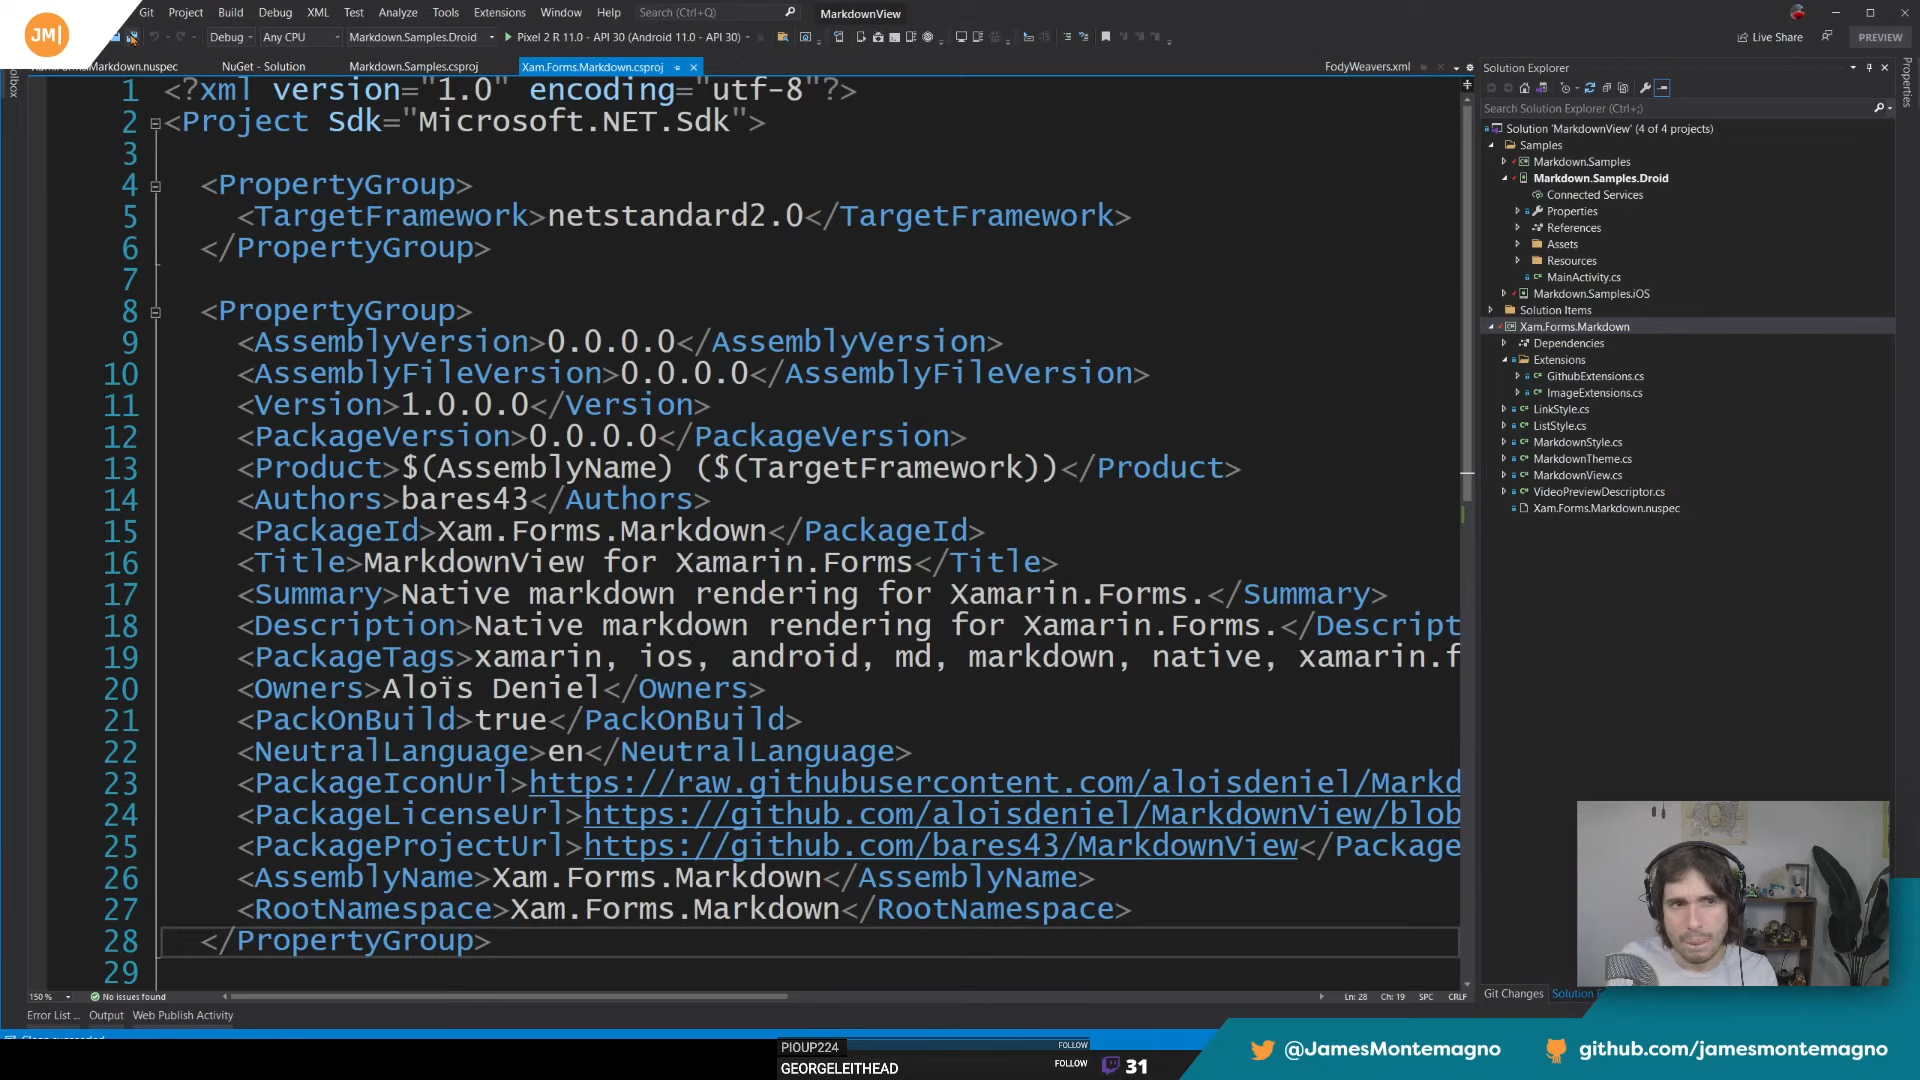 JM|
Git Project Build Debug XML Test Analyze Tools Extensions Window Help Search (Ctrl+Q) MarkdownView
Debug Any CPU Markdown.Samples.Droid Pixel 2 R 11.0 - API 30 (Android 11.0 - API 30) Live Share PREVIEW
NuGet - Solution Markdown.Samples.csproj Xam.Forms.Markdown.csproj FodyWeavers.xml
1 <?xml version="1.0" encoding="utf-8"?>
2 <Project Sdk="Microsoft.NET.Sdk">
3
4 <PropertyGroup>
5 <TargetFramework>netstandard2.0</TargetFramework>
6 </PropertyGroup>
7
8 <PropertyGroup>
9 <AssemblyVersion>0.0.0.0</AssemblyVersion>
10 <AssemblyFileVersion>0.0.0.0</AssemblyFileVersion>
11 <Version>1.0.0.0</Version>
12 <PackageVersion>0.0.0.0</PackageVersion>
13 <Product>$(AssemblyName) ($(TargetFramework))</Product>
14 <Authors>bares43</Authors>
15 <PackageId>Xam.Forms.Markdown</PackageId>
16 <Title>MarkdownView for Xamarin.Forms</Title>
17 <Summary>Native markdown rendering for Xamarin.Forms.</Summary>
18 <Description>Native markdown rendering for Xamarin.Forms.</Descript
19 <PackageTags>xamarin, ios, android, md, markdown, native, xamarin.f
20 <Owners>Aloïs Deniel</Owners>
21 <PackOnBuild>true</PackOnBuild>
22 <NeutralLanguage>en</NeutralLanguage>
23 <PackageIconUrl>https://raw.githubusercontent.com/aloisdeniel/Markd
24 <PackageLicenseUrl>https://github.com/aloisdeniel/MarkdownView/blob
25 <PackageProjectUrl>https://github.com/bares43/MarkdownView</Package
26 <AssemblyName>Xam.Forms.Markdown</AssemblyName>
27 <RootNamespace>Xam.Forms.Markdown</RootNamespace>
28 </PropertyGroup>
29
150 % No issues found Ln: 28 Ch: 19 SPC CRLF
Error List ... Output Web Publish Activity
Solution Explorer
Search Solution Explorer (Ctrl+;)
Solution 'MarkdownView' (4 of 4 projects)
Samples
Markdown.Samples
Markdown.Samples.Droid
Connected Services
Properties
References
Assets
Resources
MainActivity.cs
Markdown.Samples.iOS
Solution Items
Xam.Forms.Markdown
Dependencies
Extensions
GithubExtensions.cs
ImageExtensions.cs
LinkStyle.cs
ListStyle.cs
MarkdownStyle.cs
MarkdownTheme.cs
MarkdownView.cs
VideoPreviewDescriptor.cs
Xam.Forms.Markdown.nuspec
Properties
Git Changes Solution
PIOUP224 FOLLOW
GEORGELEITHEAD FOLLOW 31
@JamesMontemagno github.com/jamesmontemagno